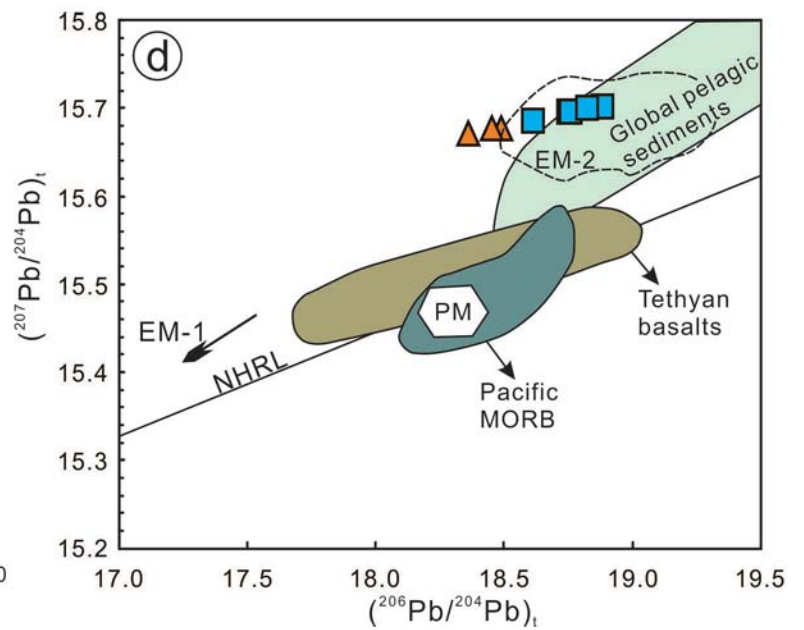 15.8
15.7
15.6
15.5
15.4
15.3
15.2
(²⁰⁷Pb/²⁰⁴Pb)ₜ
d
Global pelagic
sediments
EM-2
Tethyan
basalts
PM
EM-1
NHRL
Pacific
MORB
0
17.0 17.5 18.0 18.5 19.0 19.5
(²⁰⁶Pb/²⁰⁴Pb)ₜ